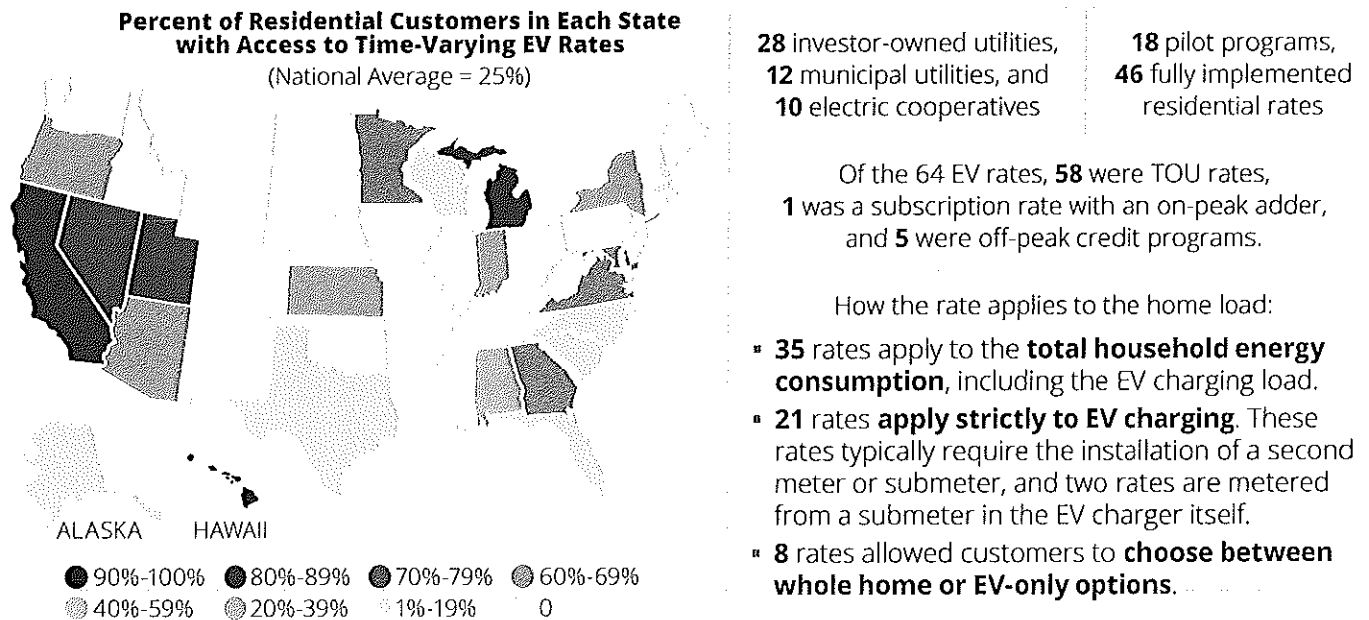 Percent of Residential Customers in Each State
with Access to Time-Varying EV Rates
(National Average = 25%)
ALASKA HAWAII
90%-100% 80%-89% 70%-79% 60%-69%
40%-59% 20%-39% 1%-19% 0
28 investor-owned utilities,
12 municipal utilities, and
10 electric cooperatives
18 pilot programs,
46 fully implemented
residential rates
Of the 64 EV rates, 58 were TOU rates,
1 was a subscription rate with an on-peak adder,
and 5 were off-peak credit programs.
How the rate applies to the home load:
▪ 35 rates apply to the total household energy
consumption, including the EV charging load.
▪ 21 rates apply strictly to EV charging. These
rates typically require the installation of a second
meter or submeter, and two rates are metered
from a submeter in the EV charger itself.
▪ 8 rates allowed customers to choose between
whole home or EV-only options.